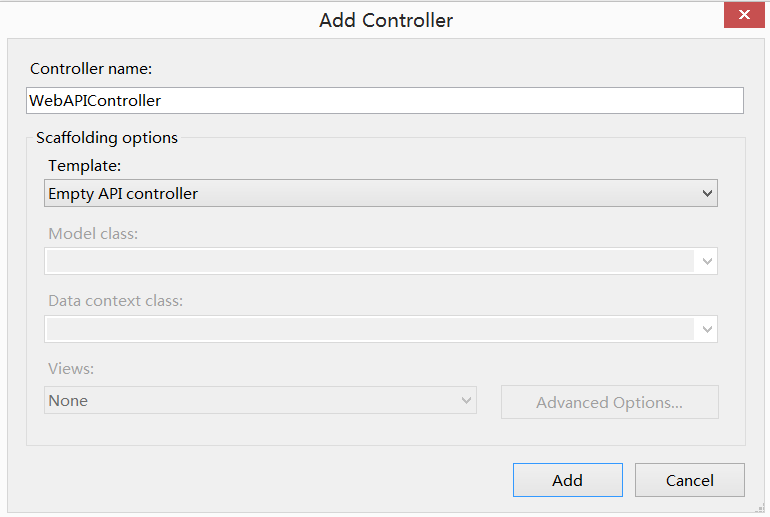 Add Controller
Controller name:
WebAPIController
Scaffolding options
Template:
Empty API controller
Model class:
Data context class:
Views:
None
Advanced Options...
Add
Cancel